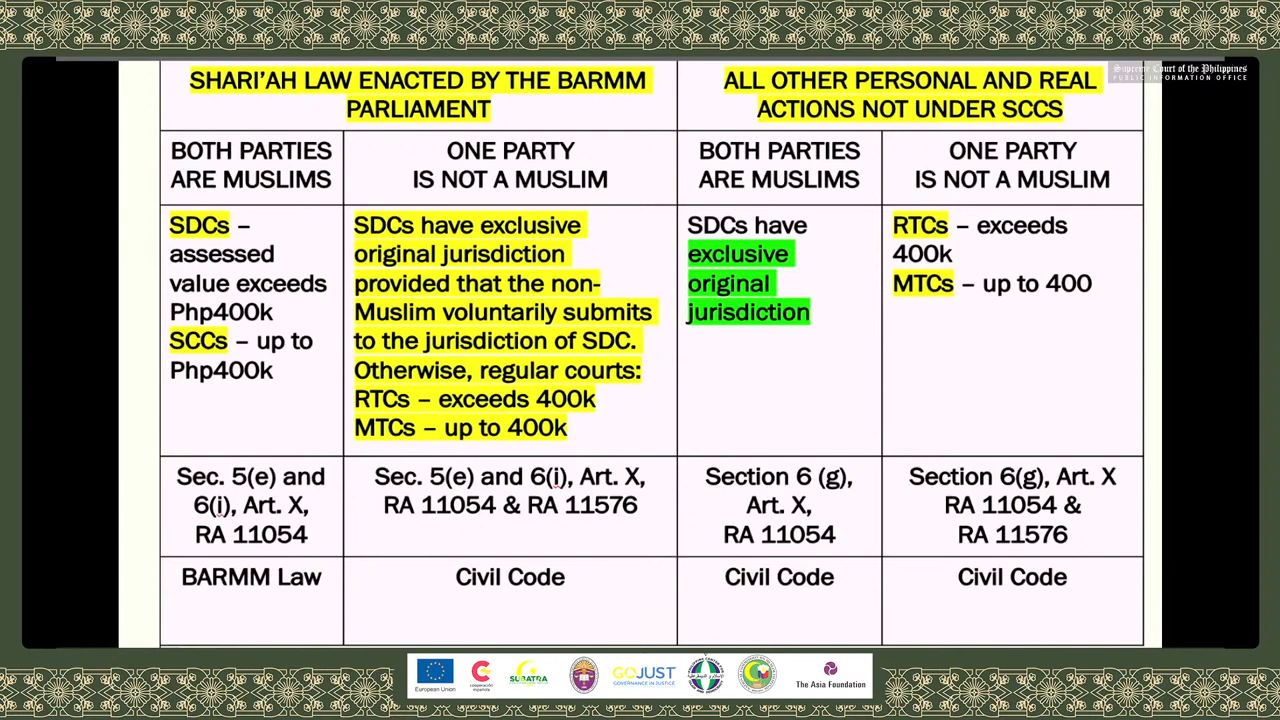 Supreme Court of the Philippines
PUBLIC INFORMATION OFFICE
SHARI'AH LAW ENACTED BY THE BARMM
PARLIAMENT
ALL OTHER PERSONAL AND REAL
ACTIONS NOT UNDER SCCS
BOTH PARTIES
ARE MUSLIMS
ONE PARTY
IS NOT A MUSLIM
BOTH PARTIES
ARE MUSLIMS
ONE PARTY
IS NOT A MUSLIM
SDCs –
assessed
value exceeds
Php400k
SCCs – up to
Php400k
SDCs have exclusive
original jurisdiction
provided that the non-
Muslim voluntarily submits
to the jurisdiction of SDC.
Otherwise, regular courts:
RTCs – exceeds 400k
MTCs – up to 400k
SDCs have
exclusive
original
jurisdiction
RTCs – exceeds
400k
MTCs – up to 400
Sec. 5(e) and
6(i), Art. X,
RA 11054
Sec. 5(e) and 6(i), Art. X,
RA 11054 & RA 11576
Section 6 (g),
Art. X,
RA 11054
Section 6(g), Art. X
RA 11054 &
RA 11576
BARMM Law
Civil Code
Civil Code
Civil Code
European Union
cooperación
española
SUBATRA
GOJUST
GOVERNANCE IN JUSTICE
The Asia Foundation